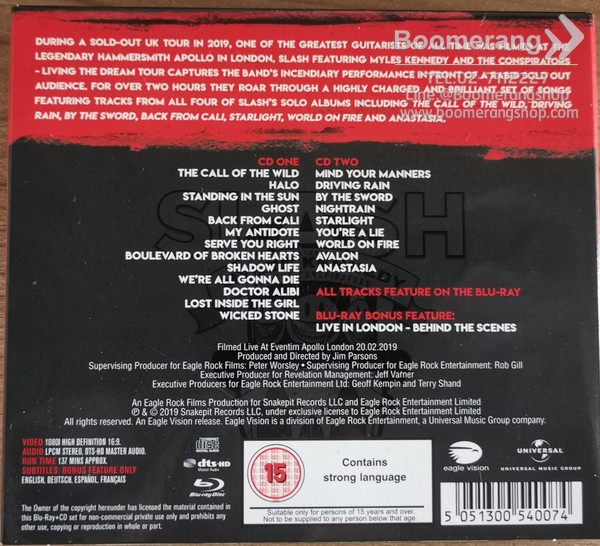 Boomerang
DURING A SOLD-OUT UK TOUR IN 2019, ONE OF THE GREATEST GUITARISTS OF ALL TIME WAS FILMED AT THE
LEGENDARY HAMMERSMITH APOLLO IN LONDON. SLASH FEATURING MYLES KENNEDY AND THE CONSPIRATORS
- LIVING THE DREAM TOUR CAPTURES THE BAND'S INCENDIARY PERFORMANCE IN FRONT OF A RABID SOLD OUT
AUDIENCE. FOR OVER TWO HOURS THEY ROAR THROUGH A HIGHLY CHARGED AND BRILLIANT SET OF SONGS
FEATURING TRACKS FROM ALL FOUR OF SLASH'S SOLO ALBUMS INCLUDING THE CALL OF THE WILD, DRIVING
RAIN, BY THE SWORD, BACK FROM CALI, STARLIGHT, WORLD ON FIRE AND ANASTASIA.
Line @Boomerangshop
www.boomerangshop.com
CD ONE
THE CALL OF THE WILD
HALO
STANDING IN THE SUN
GHOST
BACK FROM CALI
MY ANTIDOTE
SERVE YOU RIGHT
BOULEVARD OF BROKEN HEARTS
SHADOW LIFE
WE'RE ALL GONNA DIE
DOCTOR ALIBI
LOST INSIDE THE GIRL
WICKED STONE
CD TWO
MIND YOUR MANNERS
DRIVING RAIN
BY THE SWORD
NIGHTRAIN
STARLIGHT
YOU'RE A LIE
WORLD ON FIRE
AVALON
ANASTASIA
ALL TRACKS FEATURE ON THE BLU-RAY
BLU-RAY BONUS FEATURE:
LIVE IN LONDON - BEHIND THE SCENES
SLASH
Filmed Live At Eventim Apollo London 20.02.2019
Produced and Directed by Jim Parsons
Supervising Producer for Eagle Rock Films: Peter Worsley • Supervising Producer for Eagle Rock Entertainment: Rob Gill
Executive Producer for Revelation Management: Jeff Varner
Executive Producers for Eagle Rock Entertainment Ltd: Geoff Kempin and Terry Shand
An Eagle Rock Films Production for Snakepit Records LLC and Eagle Rock Entertainment Limited
℗ & © 2019 Snakepit Records LLC, under exclusive license to Eagle Rock Entertainment Limited
All rights reserved. An Eagle Vision release. Eagle Vision is a division of Eagle Rock Entertainment, a Universal Music Group company.
VIDEO 1080I HIGH DEFINITION 16:9.
AUDIO LPCM STEREO, DTS-HD MASTER AUDIO.
RUN TIME 137 MINS APPROX.
SUBTITLES: BONUS FEATURE ONLY
ENGLISH, DEUTSCH, ESPAÑOL, FRANÇAIS
The Owner of the copyright hereunder has licensed the material contained in
this Blu-Ray+CD set for non-commercial private use only and prohibits any
other use, copying or reproduction in whole or part.
disc
dts-HD
Master Audio
Blu-ray Disc
15
Contains
strong language
Suitable only for persons of 15 years and over.
Not to be supplied to any person below that age.
eagle vision
UNIVERSAL
UNIVERSAL MUSIC GROUP
5 051300 540074